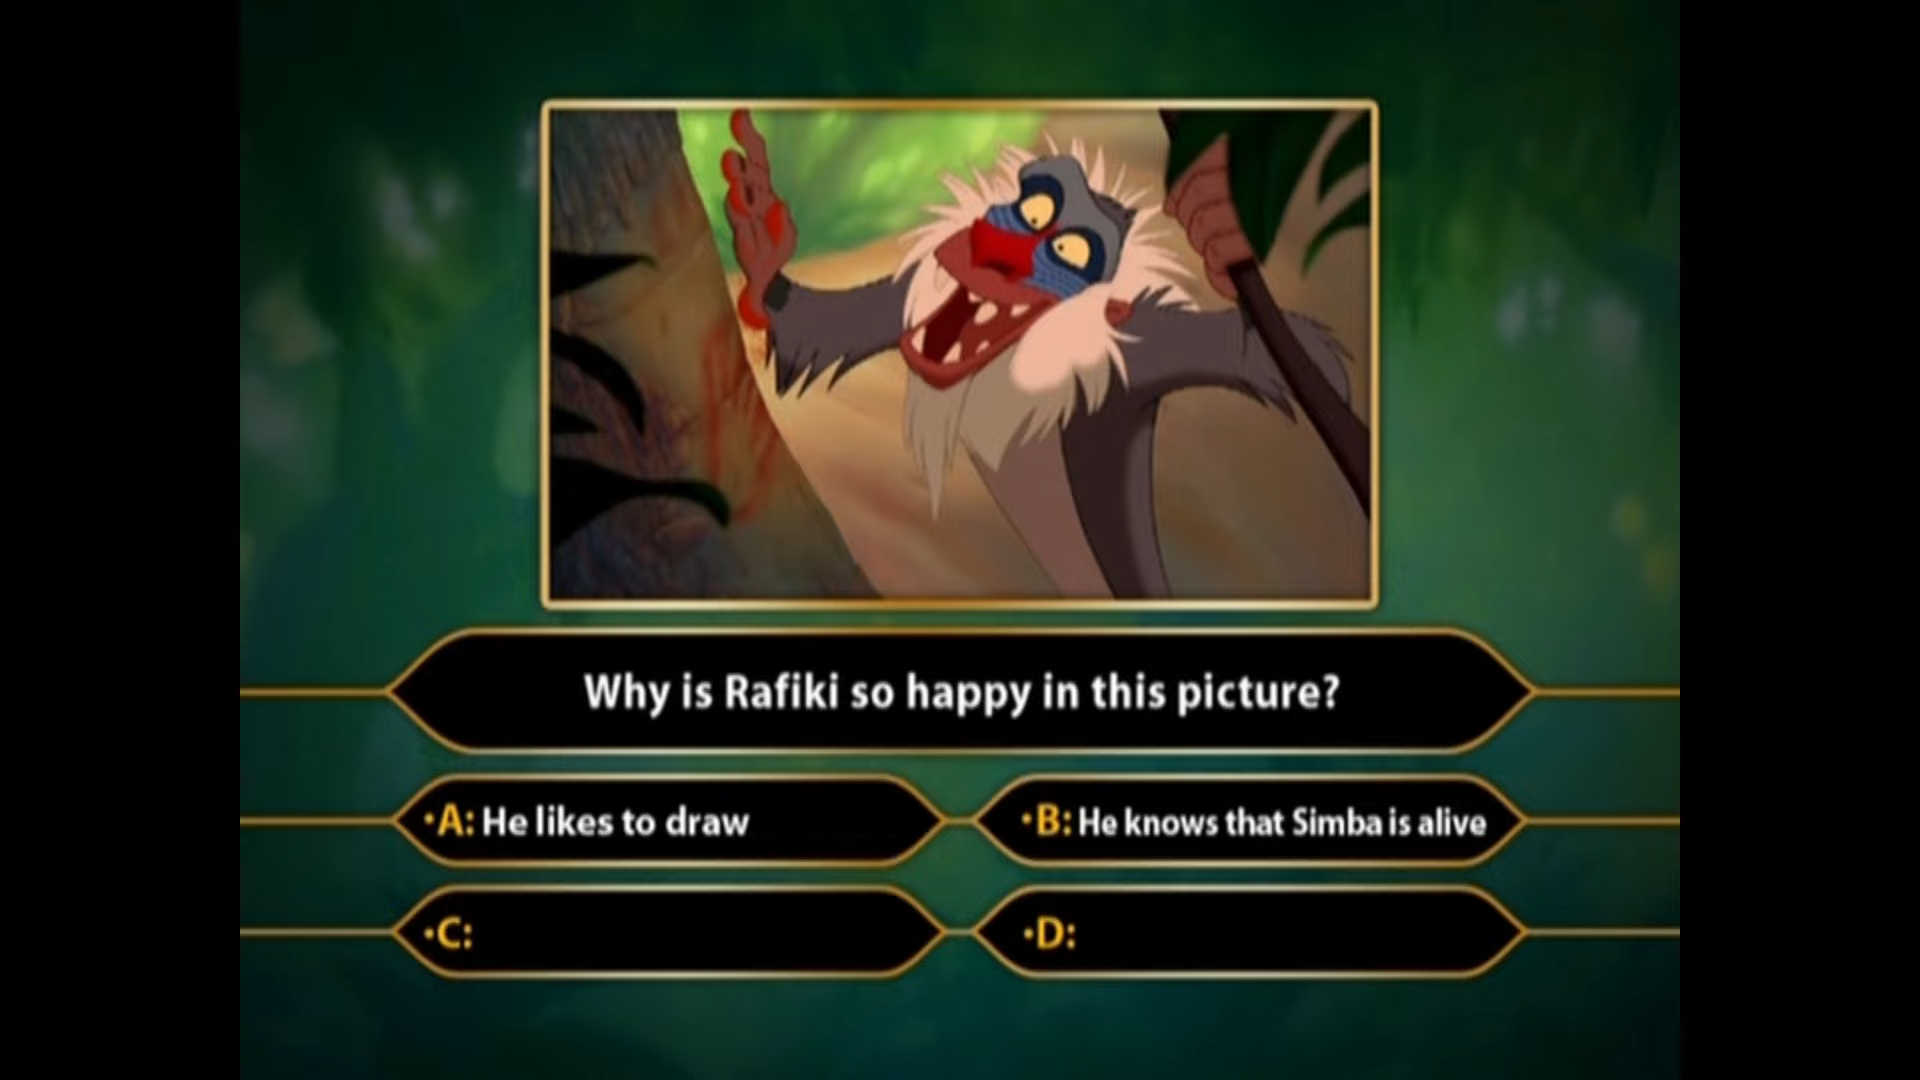 Why is Rafiki so happy in this picture?
•A: He likes to draw
•B: He knows that Simba is alive
•C:
•D: